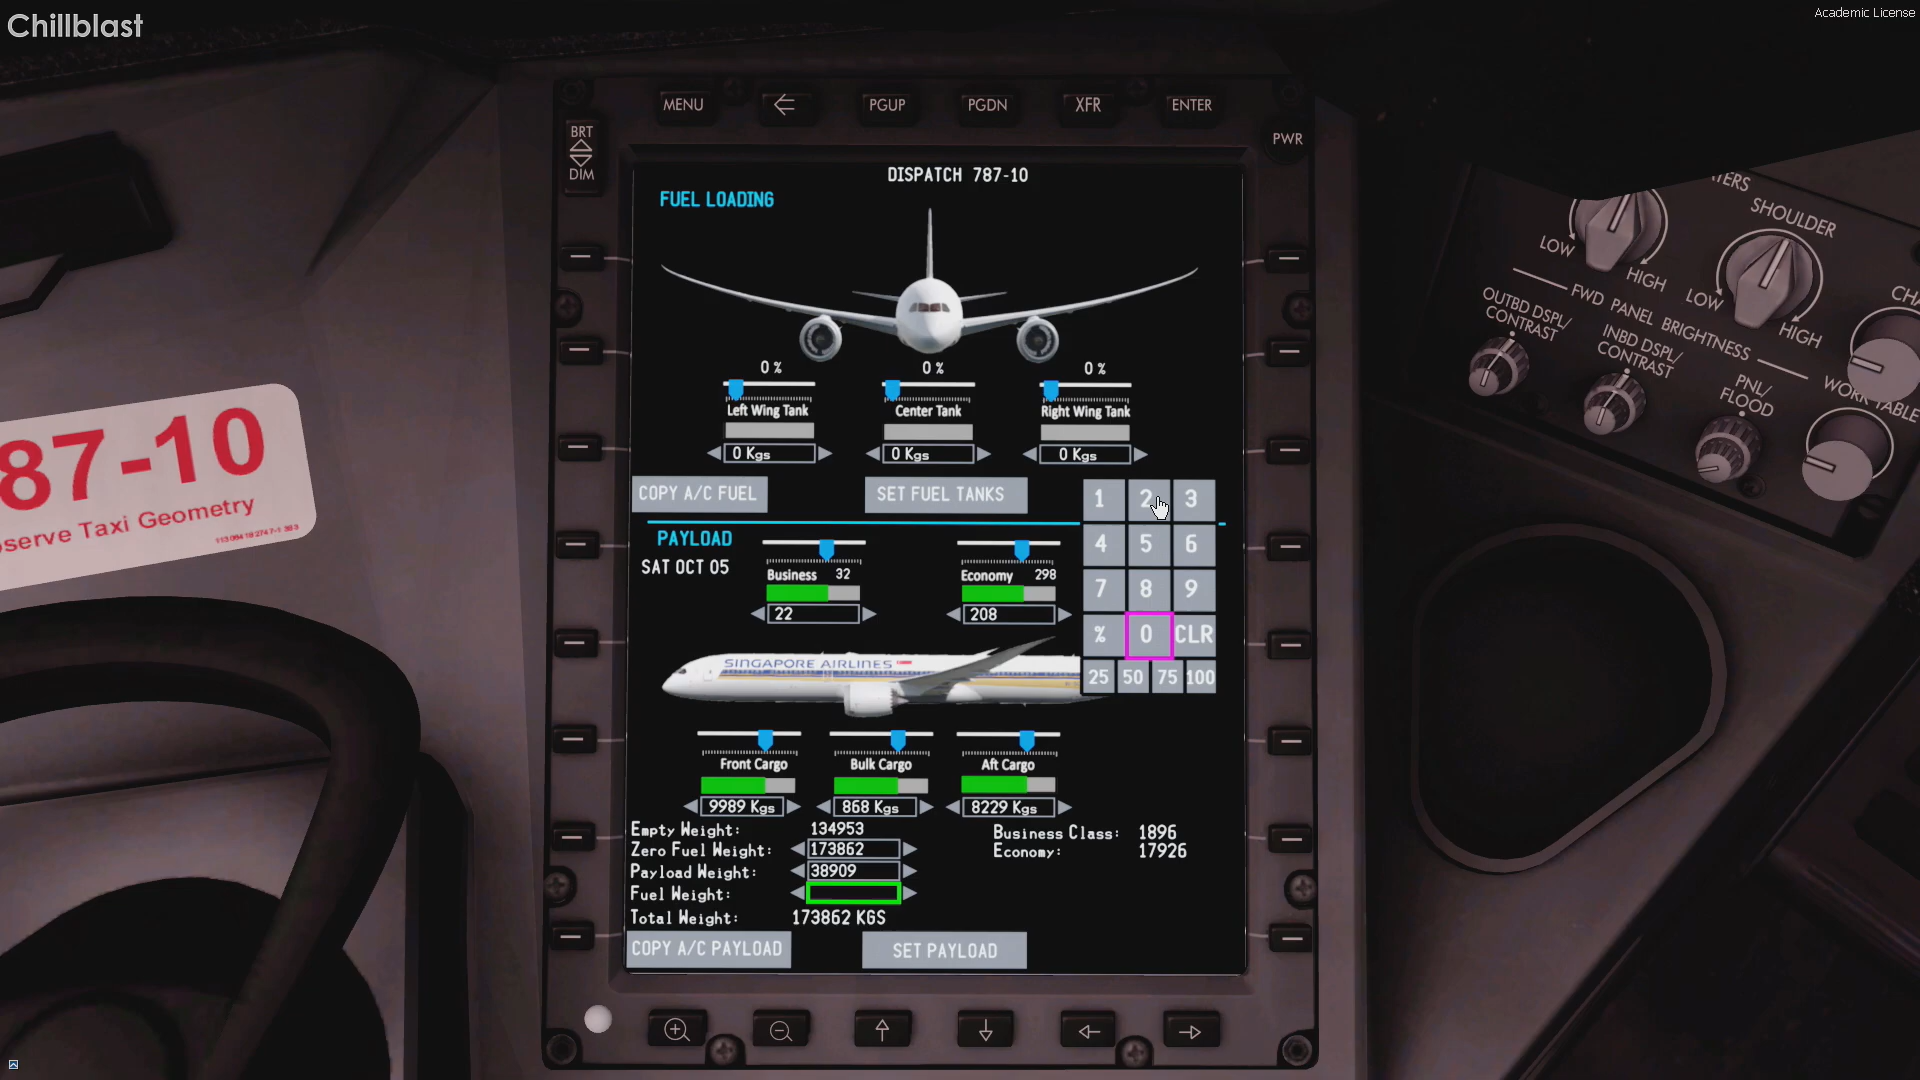 Chillblast
Academic License
MENU
PGUP
PGDN
XFR
ENTER
BRT
DIM
PWR
DISPATCH 787-10
FUEL LOADING
0 %
0 %
0 %
Left Wing Tank
Center Tank
Right Wing Tank
0 Kgs
0 Kgs
0 Kgs
COPY A/C FUEL
SET FUEL TANKS
1 2 3
4 5 6
7 8 9
% 0 CLR
25 50 75 100
PAYLOAD
SAT OCT 05
Business 32
Economy 298
22
208
SINGAPORE AIRLINES
Front Cargo
Bulk Cargo
Aft Cargo
9989 Kgs
868 Kgs
8229 Kgs
Empty Weight: 134953
Zero Fuel Weight: 173862
Payload Weight: 38909
Fuel Weight:
Total Weight: 173862 KGS
Business Class: 1896
Economy: 17926
COPY A/C PAYLOAD
SET PAYLOAD
87-10
serve Taxi Geometry
SHOULDER
LOW
HIGH
LOW
HIGH
FWD PANEL BRIGHTNESS
OUTBD DSPL/
CONTRAST
INBD DSPL/
CONTRAST
PNL/
FLOOD
WORK TABLE